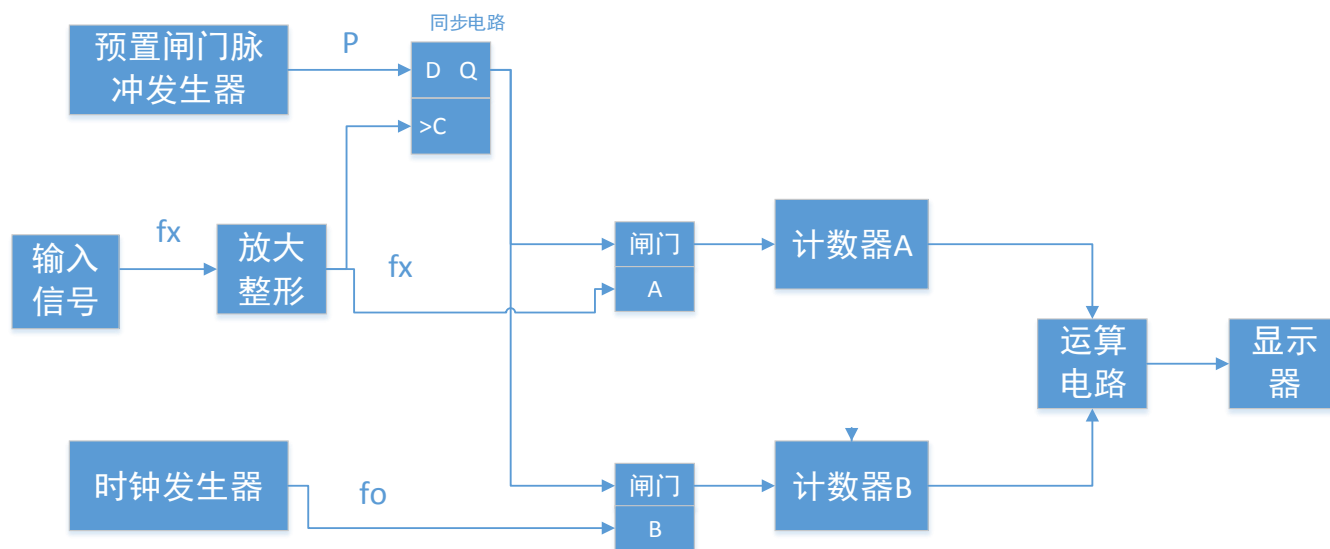 同步电路
预置闸门脉
冲发生器
P
D Q
>C
输入
信号
fx
放大
整形
fx
闸门
A
计数器A
运算
电路
显示
器
时钟发生器
fo
闸门
B
计数器B